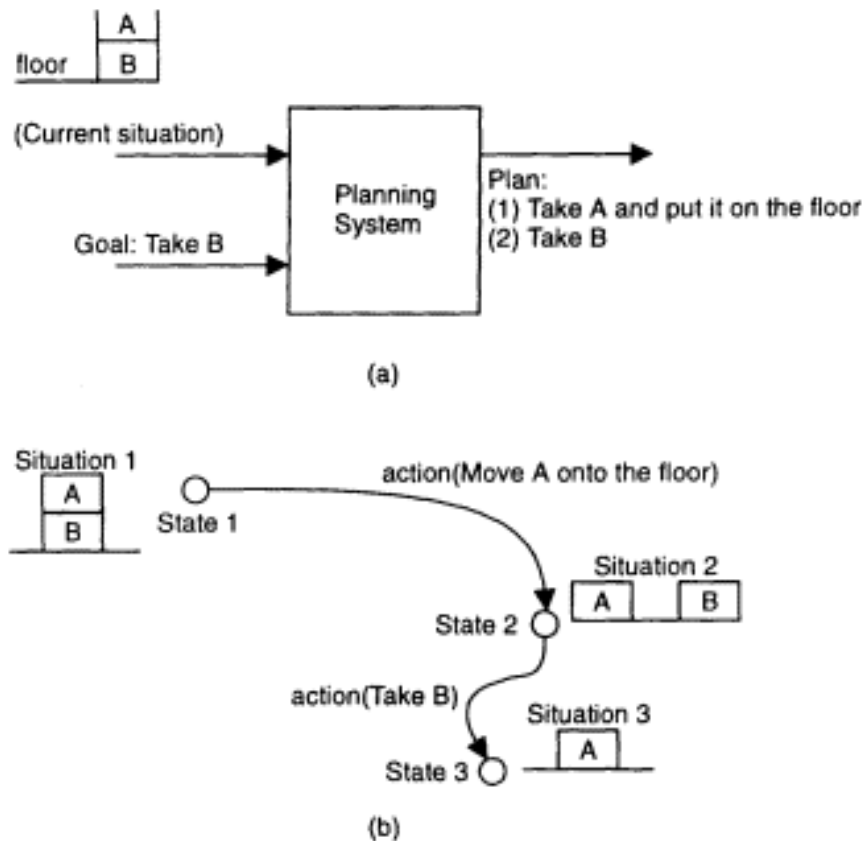 A
floor B
(Current situation)
Planning
System
Goal: Take B
Plan:
(1) Take A and put it on the floor
(2) Take B
(a)
Situation 1
A
B
State 1
action(Move A onto the floor)
Situation 2
A B
State 2
action(Take B)
Situation 3
A
State 3
(b)